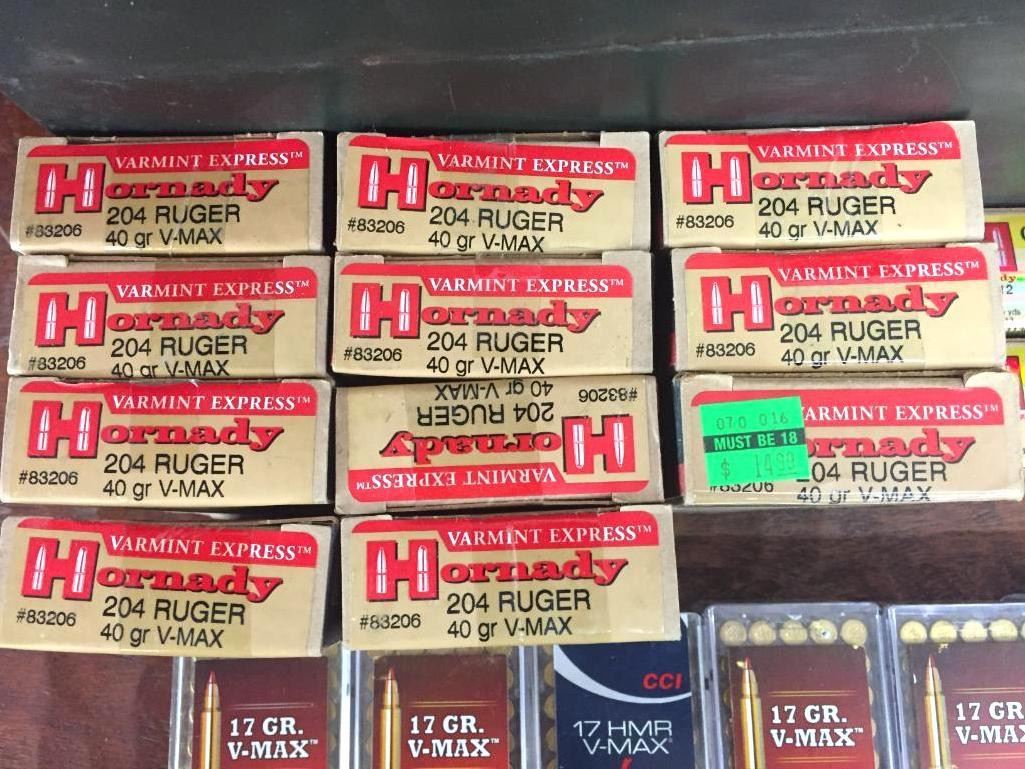 VARMINT EXPRESS™
Hornady
204 RUGER
#83206
40 gr V-MAX
VARMINT EXPRESS™
Hornady
204 RUGER
#83206
40 gr V-MAX
VARMINT EXPRESS™
Hornady
204 RUGER
#83206
40 gr V-MAX
VARMINT EXPRESS™
Hornady
204 RUGER
#83206
40 gr V-MAX
VARMINT EXPRESS™
Hornady
204 RUGER
#83206
40 gr V-MAX
VARMINT EXPRESS™
Hornady
204 RUGER
#83206
40 gr V-MAX
VARMINT EXPRESS™
Hornady
204 RUGER
#83206
40 gr V-MAX
VARMINT EXPRESS™
Hornady
204 RUGER
#83206
40 gr V-MAX
070 016
MUST BE 18
$ 14.99
VARMINT EXPRESS™
Hornady
204 RUGER
#83206
40 gr V-MAX
VARMINT EXPRESS™
Hornady
204 RUGER
#83206
40 gr V-MAX
VARMINT EXPRESS™
Hornady
204 RUGER
#83206
40 gr V-MAX
17 GR.
V-MAX™
17 GR.
V-MAX™
CCI
17 HMR
V-MAX
17 GR.
V-MAX™
17 GR.
V-MAX